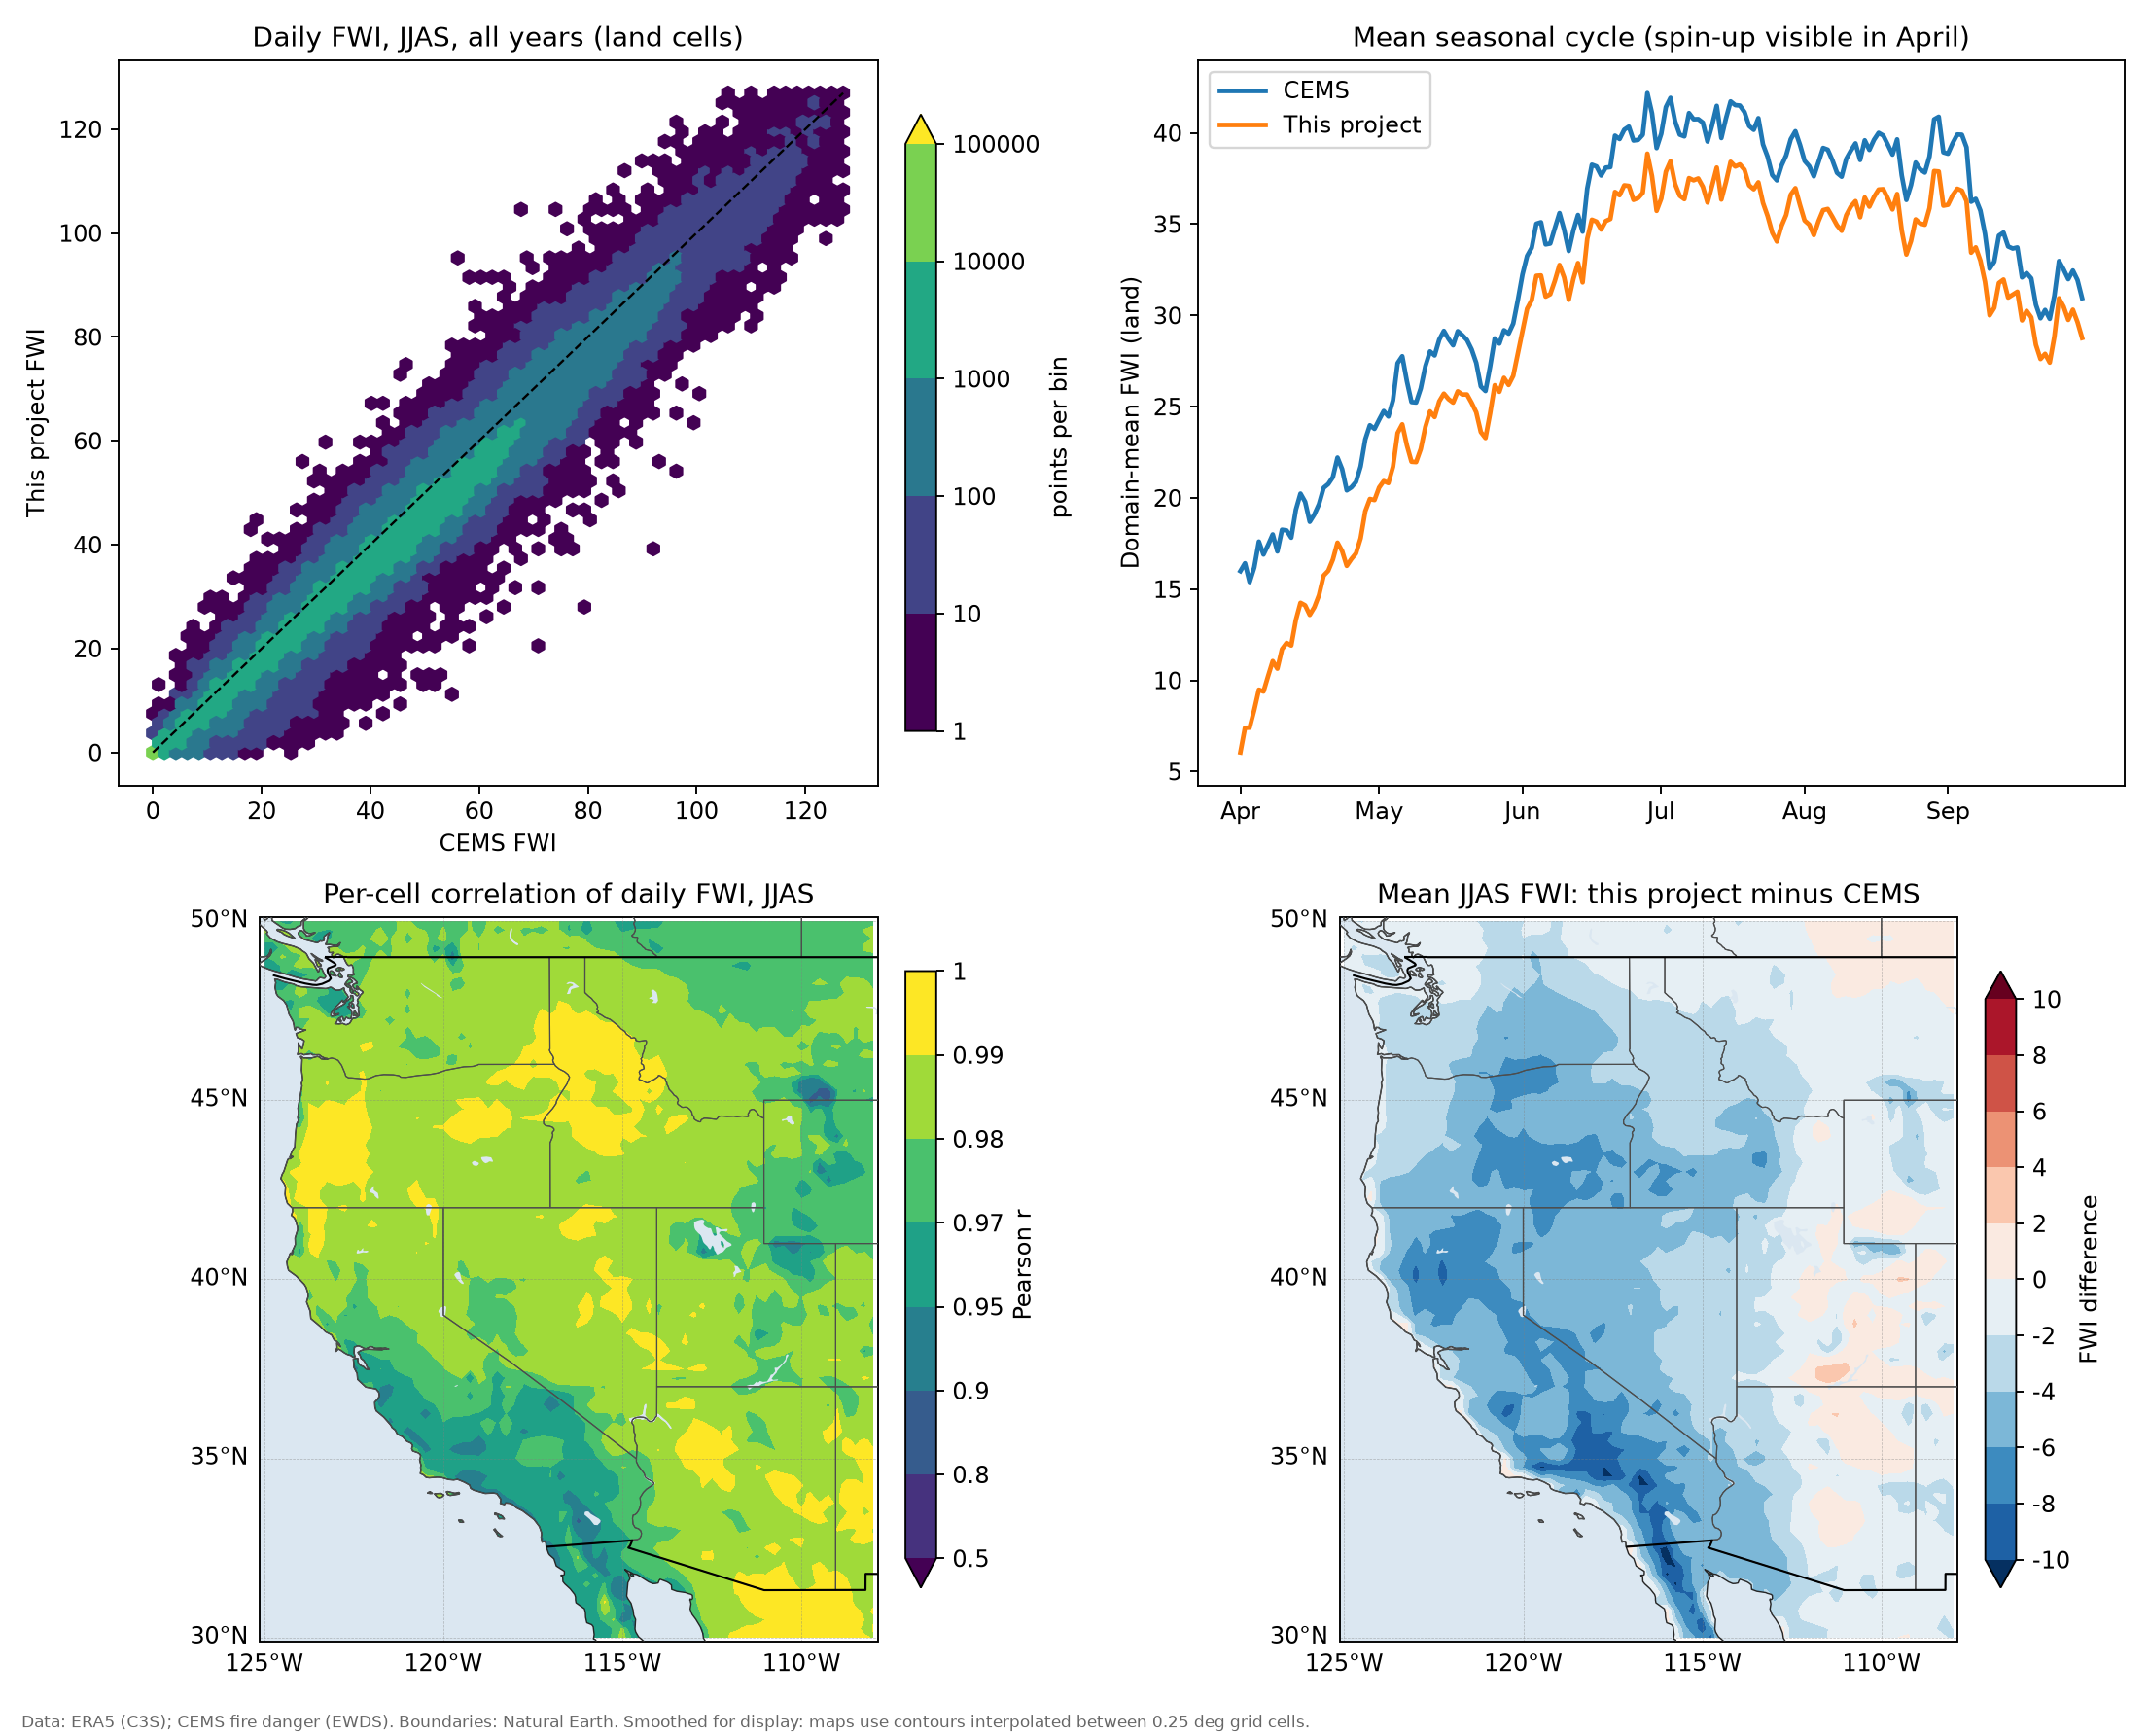 Daily FWI, JJAS, all years (land cells)
This project FWI
120
100
80
60
40
20
0
0 20 40 60 80 100 120
CEMS FWI
100000
10000
1000
100
10
1
points per bin
Mean seasonal cycle (spin-up visible in April)
CEMS
This project
Domain-mean FWI (land)
40
35
30
25
20
15
10
5
Apr May Jun Jul Aug Sep
Per-cell correlation of daily FWI, JJAS
50°N
45°N
40°N
35°N
30°N
125°W 120°W 115°W 110°W
1
0.99
0.98
0.97
0.95
0.9
0.8
0.5
Pearson r
Mean JJAS FWI: this project minus CEMS
50°N
45°N
40°N
35°N
30°N
125°W 120°W 115°W 110°W
10
8
6
4
2
0
-2
-4
-6
-8
-10
FWI difference
Data: ERA5 (C3S); CEMS fire danger (EWDS). Boundaries: Natural Earth. Smoothed for display: maps use contours interpolated between 0.25 deg grid cells.